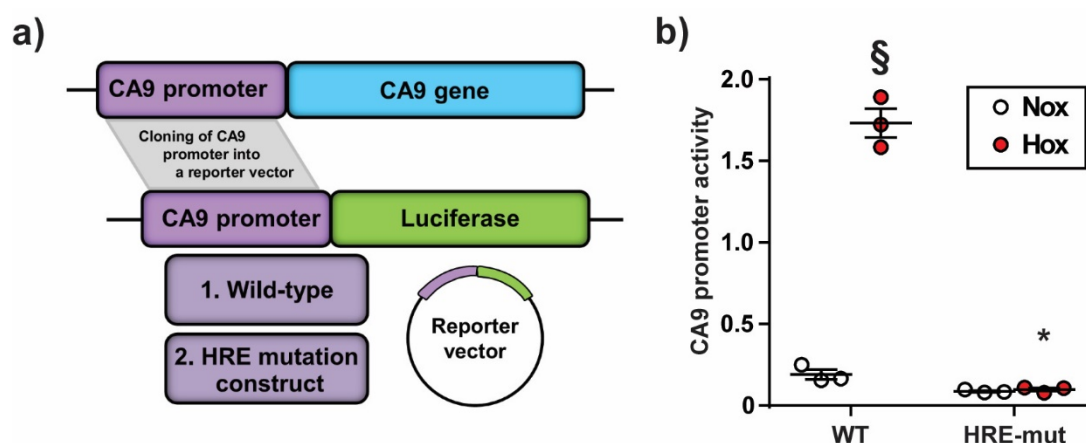 a)
CA9 promoter
CA9 gene
Cloning of CA9
promoter into
a reporter vector
CA9 promoter
Luciferase
1. Wild-type
2. HRE mutation
construct
Reporter
vector
b)
CA9 promoter activity
2.0
1.5
1.0
0.5
0
§
*
Nox
Hox
WT
HRE-mut